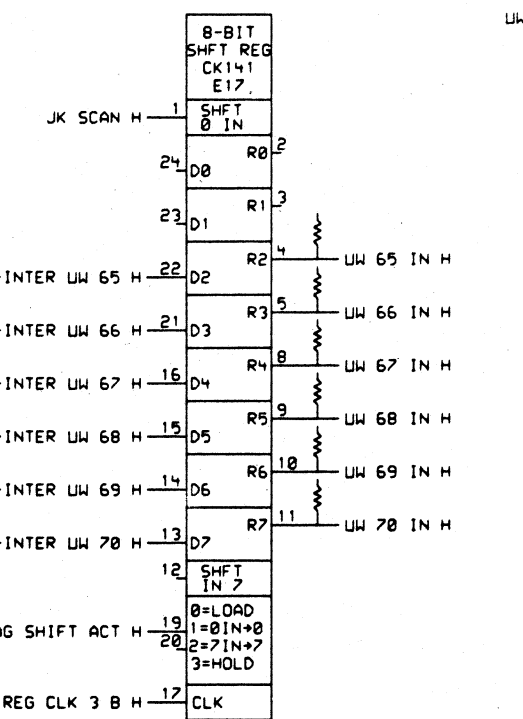 UW
8-BIT
SHFT REG
CK141
E17
JK SCAN H 1 SHFT
0 IN
R0 2
24 D0
R1 3
23 D1
R2 4 UW 65 IN H
INTER UW 65 H 22 D2
R3 5 UW 66 IN H
INTER UW 66 H 21 D3
R4 8 UW 67 IN H
INTER UW 67 H 16 D4
R5 9 UW 68 IN H
INTER UW 68 H 15 D5
R6 10 UW 69 IN H
INTER UW 69 H 14 D6
R7 11 UW 70 IN H
INTER UW 70 H 13 D7
12 SHFT
IN 7
0=LOAD
G SHIFT ACT H 19 1=0IN→0
20 2=7IN→7
3=HOLD
REG CLK 3 B H 17 CLK